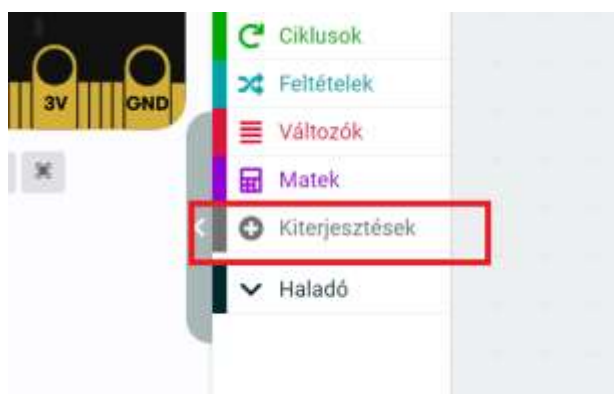 3V
GND
Ciklusok
Feltételek
Változók
Matek
Kiterjesztések
Haladó